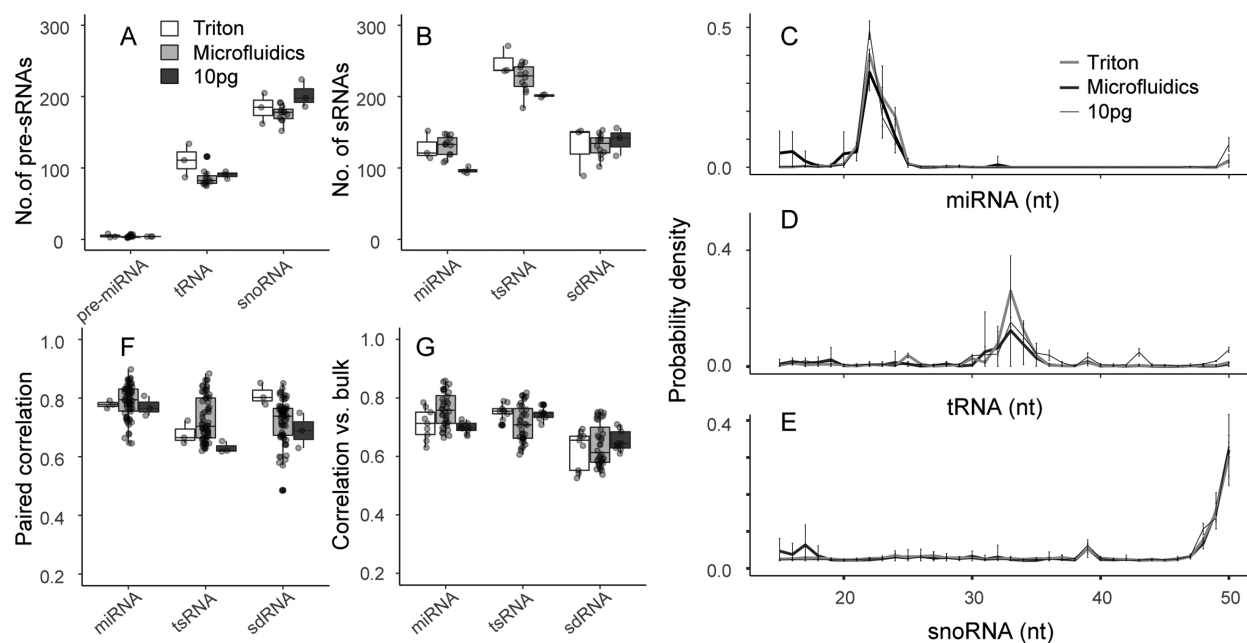 A
Triton
Microfluidics
10pg
No.of pre-sRNAs
300
200
100
0
pre-miRNA
tRNA
snoRNA
B
No. of sRNAs
300
200
100
0
miRNA
tsRNA
sdRNA
C
Triton
Microfluidics
10pg
0.5
0.0
miRNA (nt)
D
0.4
0.0
Probability density
tRNA (nt)
E
0.4
0.0
20
30
40
50
snoRNA (nt)
F
Paired correlation
1.0
0.8
0.6
0.4
0.2
miRNA
tsRNA
sdRNA
G
Correlation vs. bulk
1.0
0.8
0.6
0.4
0.2
miRNA
tsRNA
sdRNA